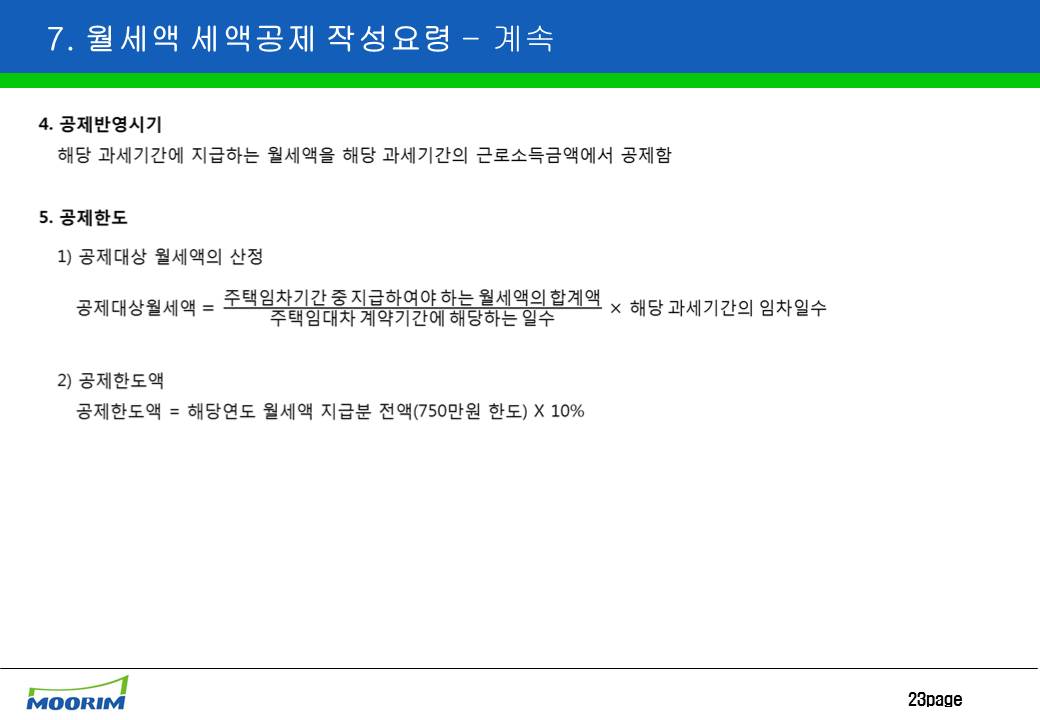 7. 월세액 세액공제 작성요령 – 계속
4. 공제반영시기
해당 과세기간에 지급하는 월세액을 해당 과세기간의 근로소득금액에서 공제함
5. 공제한도
1) 공제대상 월세액의 산정
공제대상월세액 = 주택임차기간 중 지급하여야 하는 월세액의 합계액 × 해당 과세기간의 임차일수
주택임대차 계약기간에 해당하는 일수
2) 공제한도액
공제한도액 = 해당연도 월세액 지급분 전액(750만원 한도) X 10%
MOORIM
23page